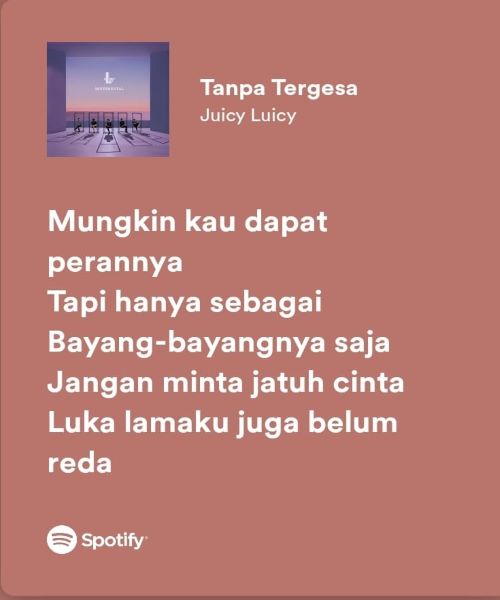 Tanpa Tergesa
Juicy Luicy
Mungkin kau dapat
perannya
Tapi hanya sebagai
Bayang-bayangnya saja
Jangan minta jatuh cinta
Luka lamaku juga belum
reda
Spotify